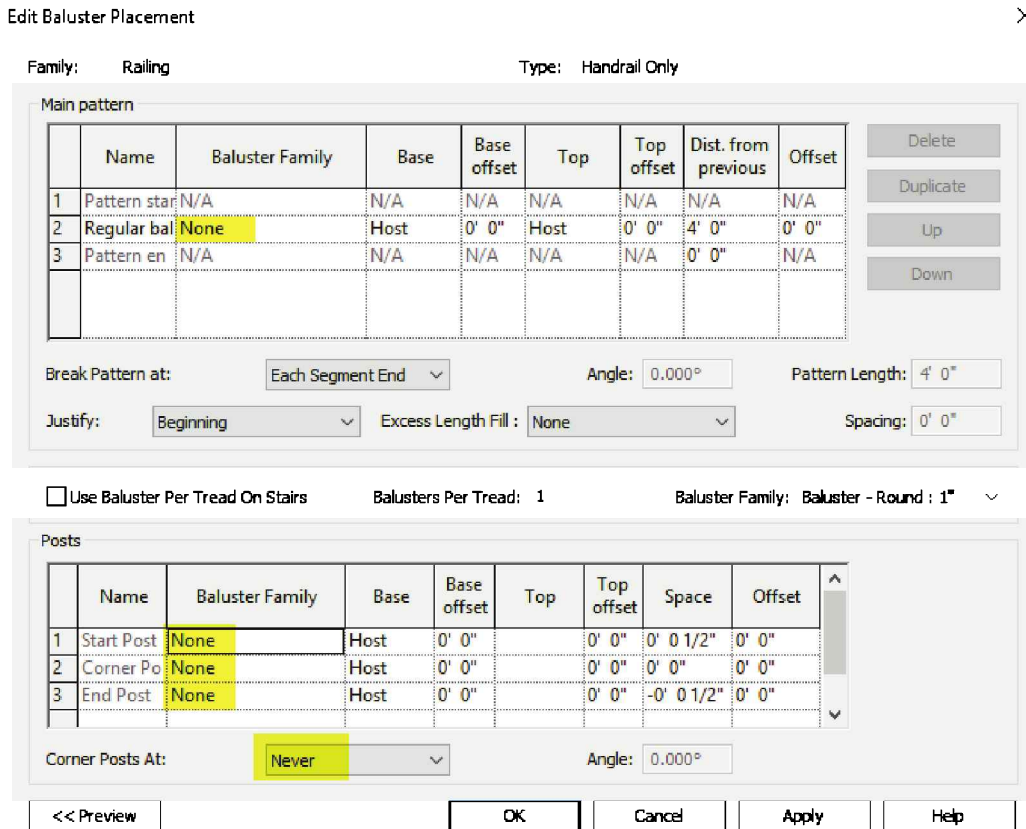 Edit Baluster Placement
Family: Railing Type: Handrail Only
Main pattern
Name Baluster Family Base Base offset Top Top offset Dist. from previous Offset
1 Pattern star N/A N/A N/A N/A N/A N/A N/A
2 Regular bal None Host 0' 0" Host 0' 0" 4' 0" 0' 0"
3 Pattern en N/A N/A N/A N/A N/A 0' 0" N/A
Delete
Duplicate
Up
Down
Break Pattern at: Each Segment End Angle: 0.000° Pattern Length: 4' 0"
Justify: Beginning Excess Length Fill : None Spacing: 0' 0"
Use Baluster Per Tread On Stairs Balusters Per Tread: 1 Baluster Family: Baluster - Round : 1"
Posts
Name Baluster Family Base Base offset Top Top offset Space Offset
1 Start Post None Host 0' 0" 0' 0" 0' 0 1/2" 0' 0"
2 Corner Po None Host 0' 0" 0' 0" 0' 0" 0' 0"
3 End Post None Host 0' 0" 0' 0" -0' 0 1/2" 0' 0"
Corner Posts At: Never Angle: 0.000°
<< Preview OK Cancel Apply Help